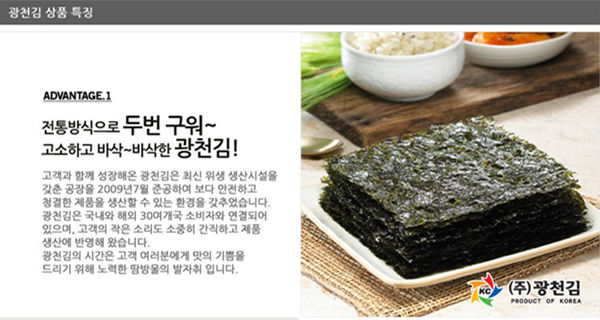 광천김 상품 특징
ADVANTAGE.1
전통방식으로 두번 구워~
고소하고 바삭~바삭한 광천김!
고객과 함께 성장해온 광천김은 최신 위생 생산시설을
갖춘 공장을 2009년7월 준공하여 보다 안전하고
청결한 제품을 생산할 수 있는 환경을 갖추었습니다.
광천김은 국내와 해외 30여개국 소비자와 연결되어
있으며, 고객의 작은 소리도 소중히 간직하고 제품
생산에 반영해 왔습니다.
광천김의 시간은 고객 여러분에게 맛의 기쁨을
드리기 위해 노력한 땀방울의 발자취 입니다.
KC (주)광천김
PRODUCT OF KOREA